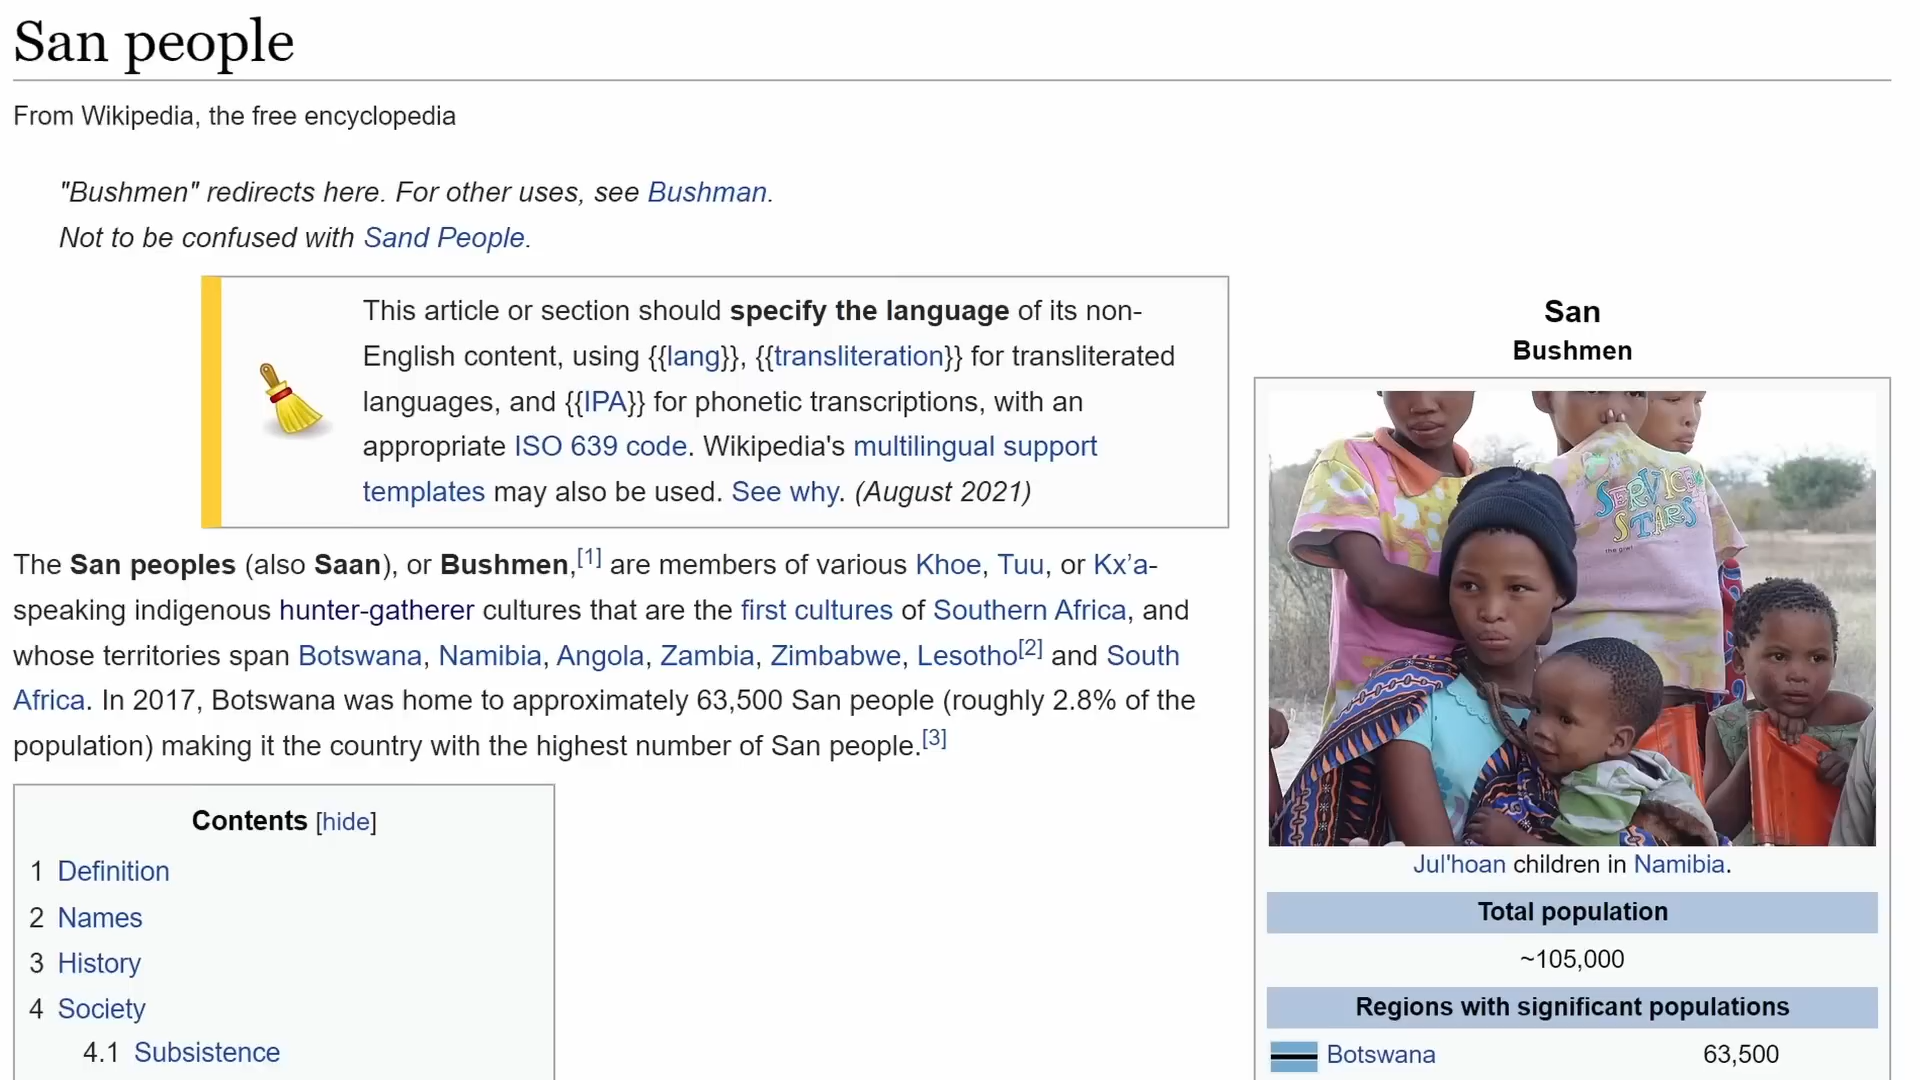 San people
From Wikipedia, the free encyclopedia
"Bushmen" redirects here. For other uses, see Bushman.
Not to be confused with Sand People.
This article or section should specify the language of its non-
English content, using {{lang}}, {{transliteration}} for transliterated
languages, and {{IPA}} for phonetic transcriptions, with an
appropriate ISO 639 code. Wikipedia's multilingual support
templates may also be used. See why. (August 2021)
The San peoples (also Saan), or Bushmen,[1] are members of various Khoe, Tuu, or Kx’a-
speaking indigenous hunter-gatherer cultures that are the first cultures of Southern Africa, and
whose territories span Botswana, Namibia, Angola, Zambia, Zimbabwe, Lesotho[2] and South
Africa. In 2017, Botswana was home to approximately 63,500 San people (roughly 2.8% of the
population) making it the country with the highest number of San people.[3]
Contents [hide]
1 Definition
2 Names
3 History
4 Society
4.1 Subsistence
San
Bushmen
SERVICE
STARS
the girl
Jul'hoan children in Namibia.
Total population
~105,000
Regions with significant populations
Botswana 63,500